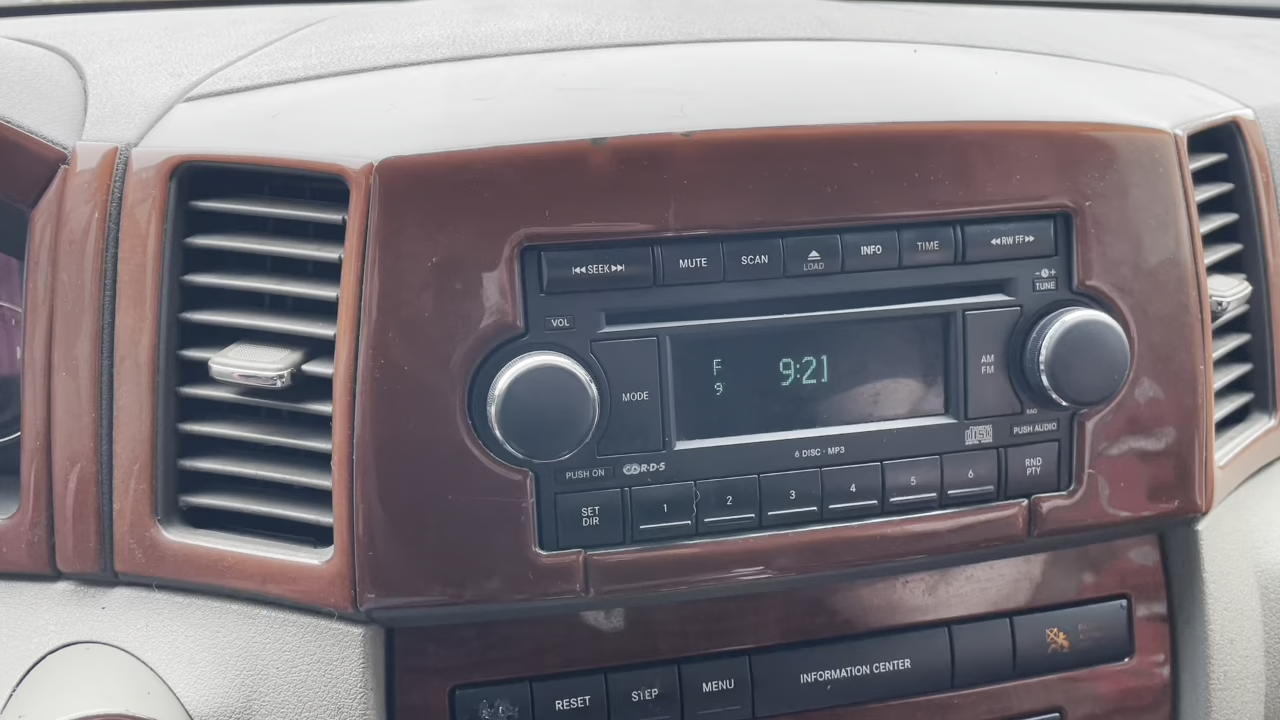 SEEK
MUTE
SCAN
LOAD
INFO
TIME
RW FF
TUNE
VOL
MODE
F
9
9:21
AM
FM
PUSH ON
6 DISC · MP3
PUSH AUDIO
SET
DIR
1
2
3
4
5
6
RND
PTY
RESET
STEP
MENU
INFORMATION CENTER